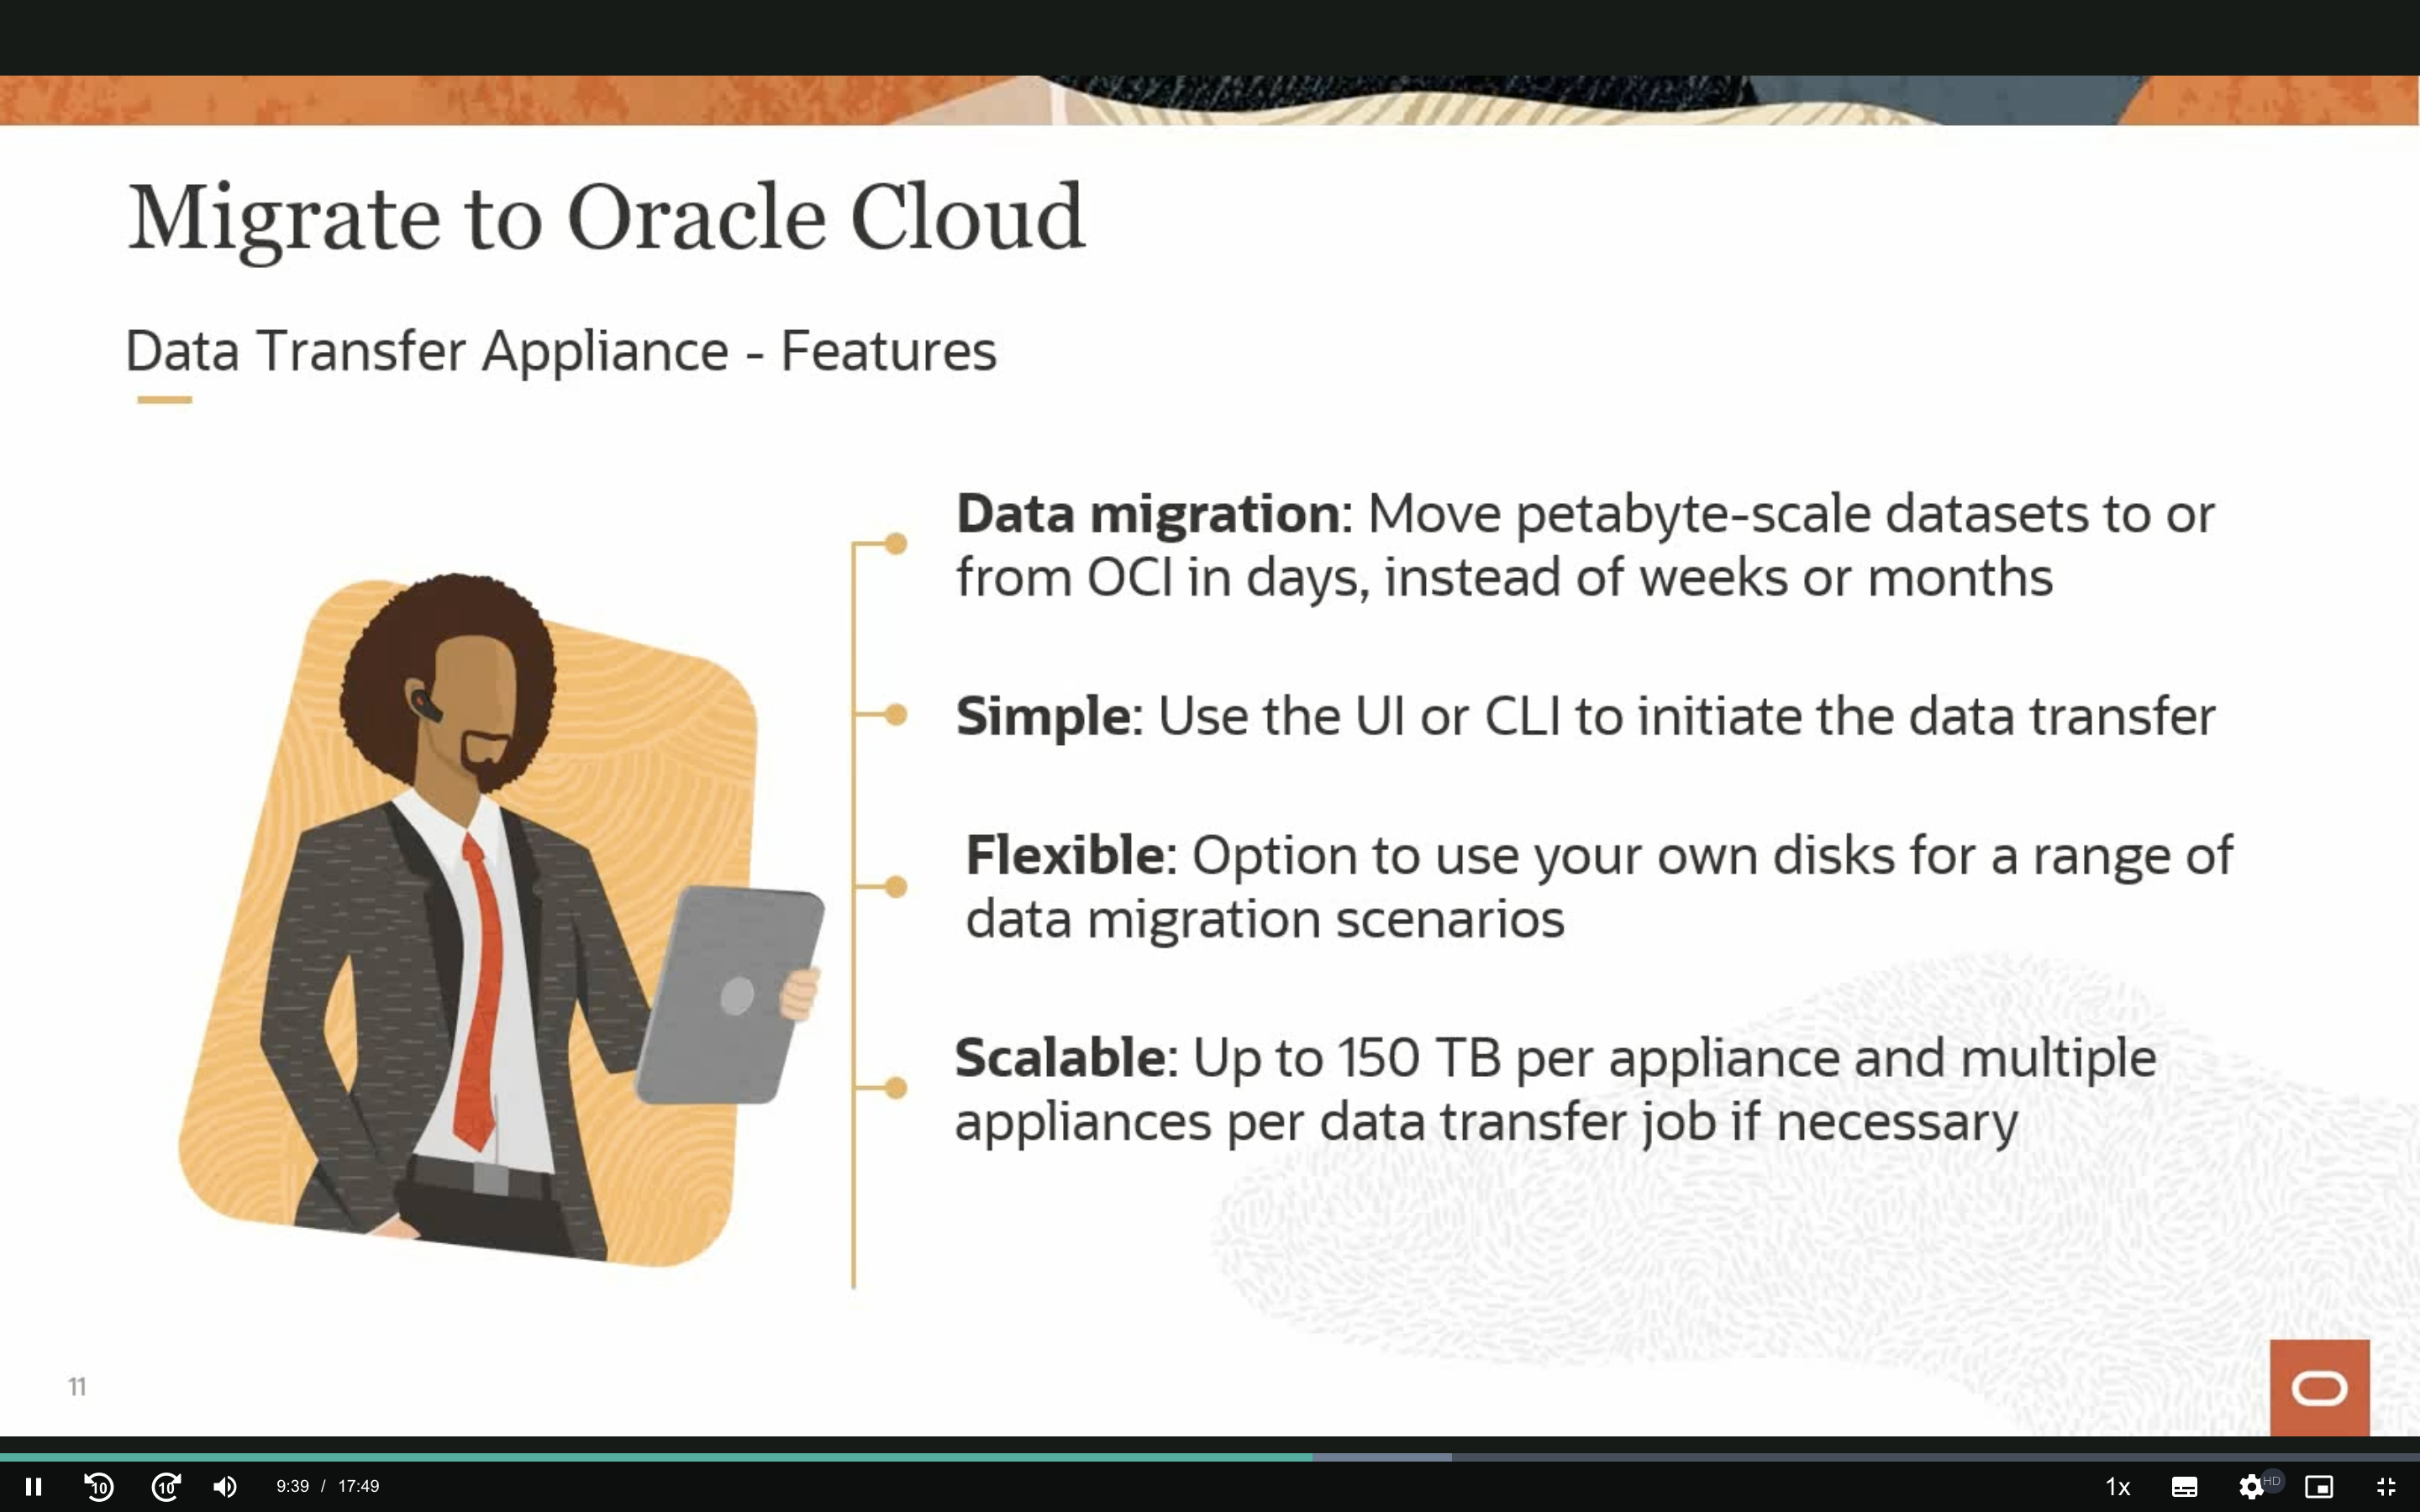 Migrate to Oracle Cloud
Data Transfer Appliance - Features
Data migration: Move petabyte-scale datasets to or
from OCI in days, instead of weeks or months
Simple: Use the UI or CLI to initiate the data transfer
Flexible: Option to use your own disks for a range of
data migration scenarios
Scalable: Up to 150 TB per appliance and multiple
appliances per data transfer job if necessary
11
10
10
9:39 / 17:49
1x
HD